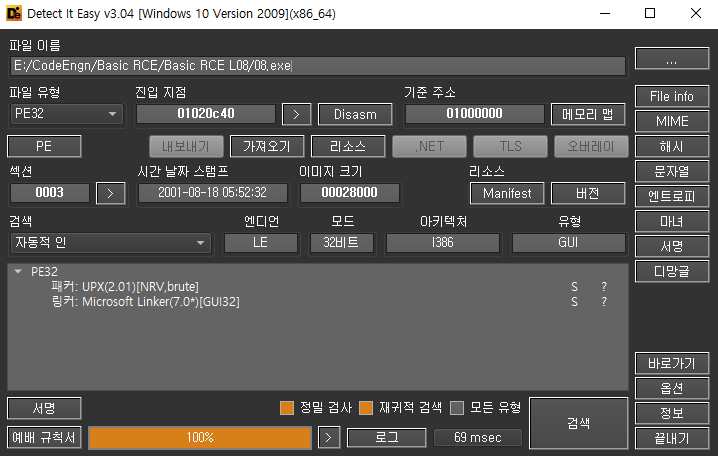 Detect It Easy v3.04 [Windows 10 Version 2009](x86_64)
파일 이름
E:/CodeEngn/Basic RCE/Basic RCE L08/08.exe
...
파일 유형 진입 지점 기준 주소
PE32 01020c40 > Disasm 01000000 메모리 맵
File info
PE 내보내기 가져오기 리소스 .NET TLS 오버레이
MIME
해시
섹션 시간 날짜 스탬프 이미지 크기 리소스
0003 > 2001-08-18 05:52:32 00028000 Manifest 버전
문자열
엔트로피
검색 엔디언 모드 아키텍처 유형
자동적 인 LE 32비트 I386 GUI
마녀
서명
디망글
PE32
패커: UPX(2.01)[NRV,brute] S ?
링커: Microsoft Linker(7.0*)[GUI32] S ?
바로가기
옵션
정보
끝내기
서명 정밀 검사 재귀적 검색 모든 유형 검색
예배 규칙서 100% > 로그 69 msec